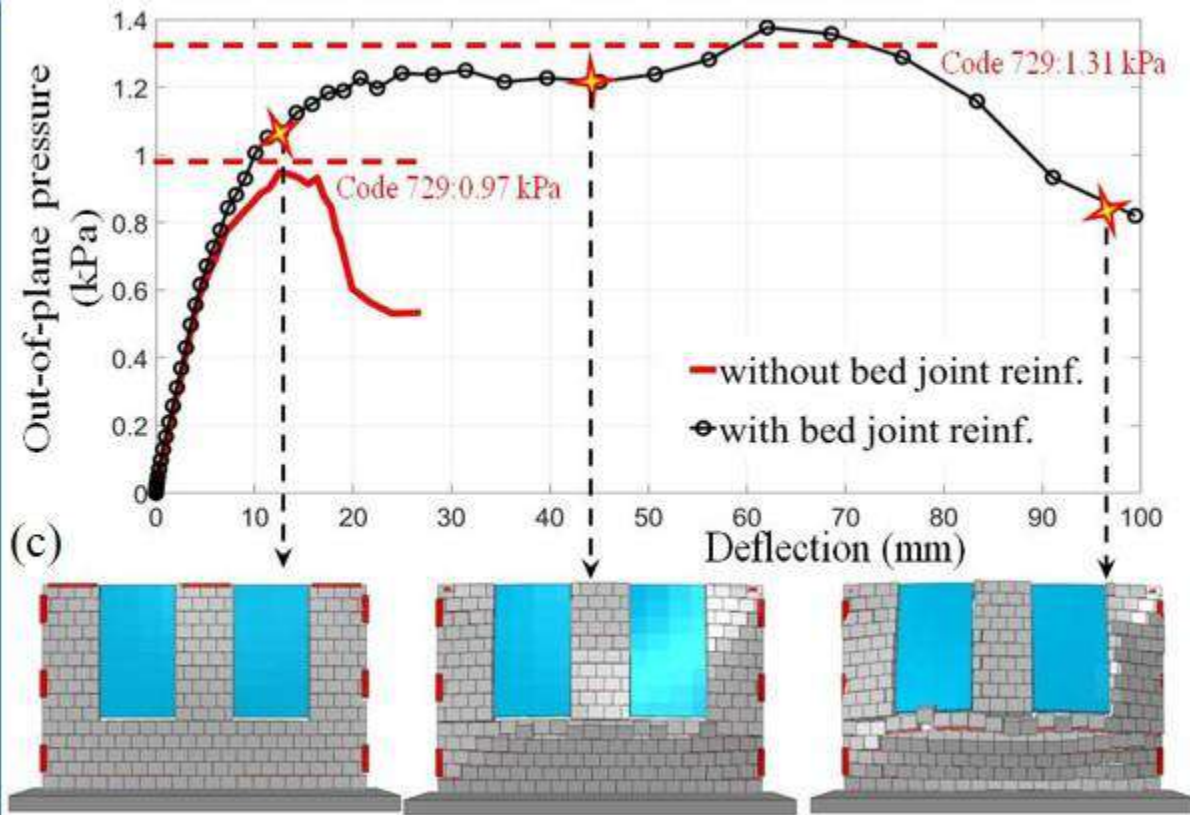 Out-of-plane pressure
(kPa)
1.4
1.2
1
0.8
0.6
0.4
0.2
0
Code 729:1.31 kPa
Code 729:0.97 kPa
without bed joint reinf.
with bed joint reinf.
0 10 20 30 40 50 60 70 80 90 100
Deflection (mm)
(c)